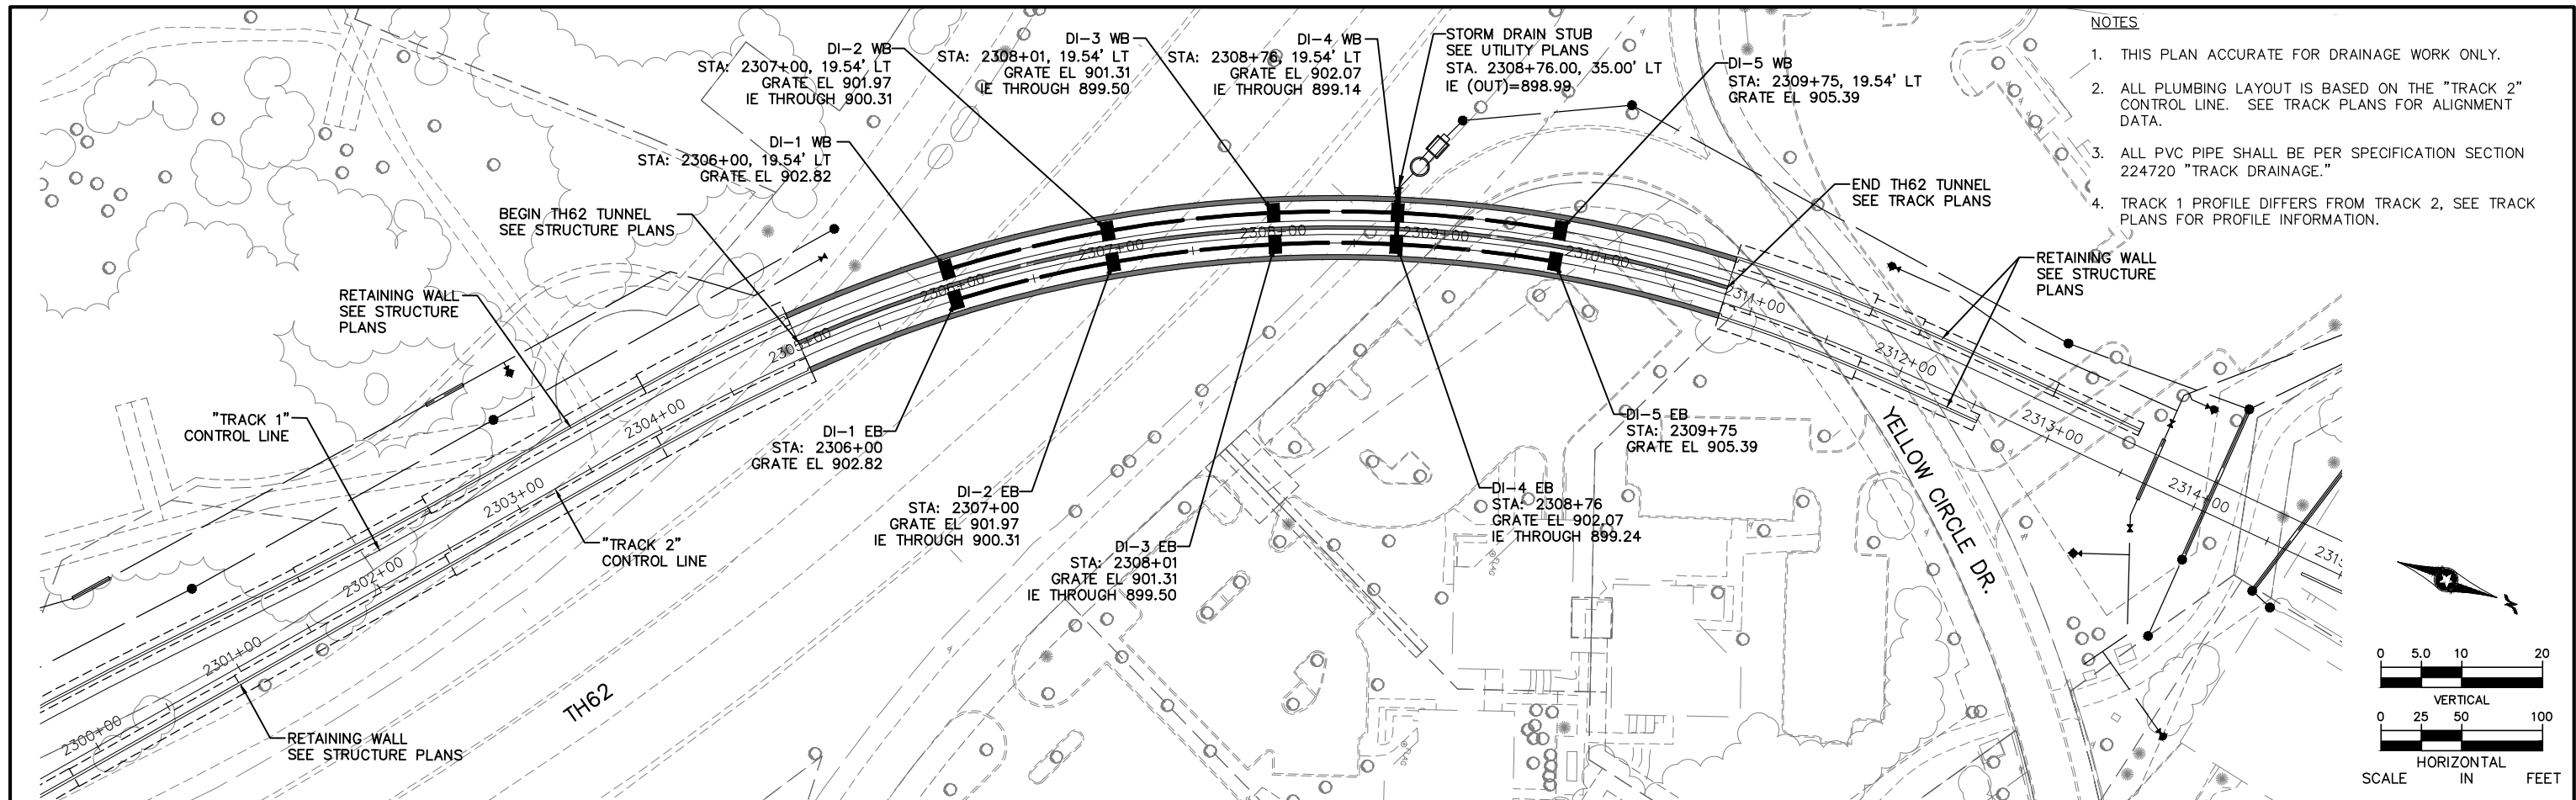 DI-2 WB
STA: 2307+00, 19.54' LT
GRATE EL 901.97
IE THROUGH 900.31
DI-3 WB
STA: 2308+01, 19.54' LT
GRATE EL 901.31
IE THROUGH 899.50
DI-4 WB
STA: 2308+76, 19.54' LT
GRATE EL 902.07
IE THROUGH 899.14
STORM DRAIN STUB
SEE UTILITY PLANS
STA. 2308+76.00, 35.00' LT
IE (OUT)=898.99
DI-5 WB
STA: 2309+75, 19.54' LT
GRATE EL 905.39
NOTES
1. THIS PLAN ACCURATE FOR DRAINAGE WORK ONLY.
2. ALL PLUMBING LAYOUT IS BASED ON THE "TRACK 2"
CONTROL LINE. SEE TRACK PLANS FOR ALIGNMENT
DATA.
3. ALL PVC PIPE SHALL BE PER SPECIFICATION SECTION
224720 "TRACK DRAINAGE."
4. TRACK 1 PROFILE DIFFERS FROM TRACK 2, SEE TRACK
PLANS FOR PROFILE INFORMATION.
DI-1 WB
STA: 2306+00, 19.54' LT
GRATE EL 902.82
BEGIN TH62 TUNNEL
SEE STRUCTURE PLANS
END TH62 TUNNEL
SEE TRACK PLANS
RETAINING WALL
SEE STRUCTURE
PLANS
RETAINING WALL
SEE STRUCTURE
PLANS
"TRACK 1"
CONTROL LINE
"TRACK 2"
CONTROL LINE
DI-1 EB
STA: 2306+00
GRATE EL 902.82
DI-2 EB
STA: 2307+00
GRATE EL 901.97
IE THROUGH 900.31
DI-3 EB
STA: 2308+01
GRATE EL 901.31
IE THROUGH 899.50
DI-4 EB
STA: 2308+76
GRATE EL 902.07
IE THROUGH 899.24
DI-5 EB
STA: 2309+75
GRATE EL 905.39
2300+00
2301+00
2302+00
2303+00
2304+00
2305+00
2306+00
2307+00
2308+00
2309+00
2310+00
2311+00
2312+00
2313+00
2314+00
TH62
YELLOW CIRCLE DR.
FLAG
FLAG
RETAINING WALL
SEE STRUCTURE PLANS
0 5.0 10 20
VERTICAL
0 25 50 100
HORIZONTAL
SCALE IN FEET